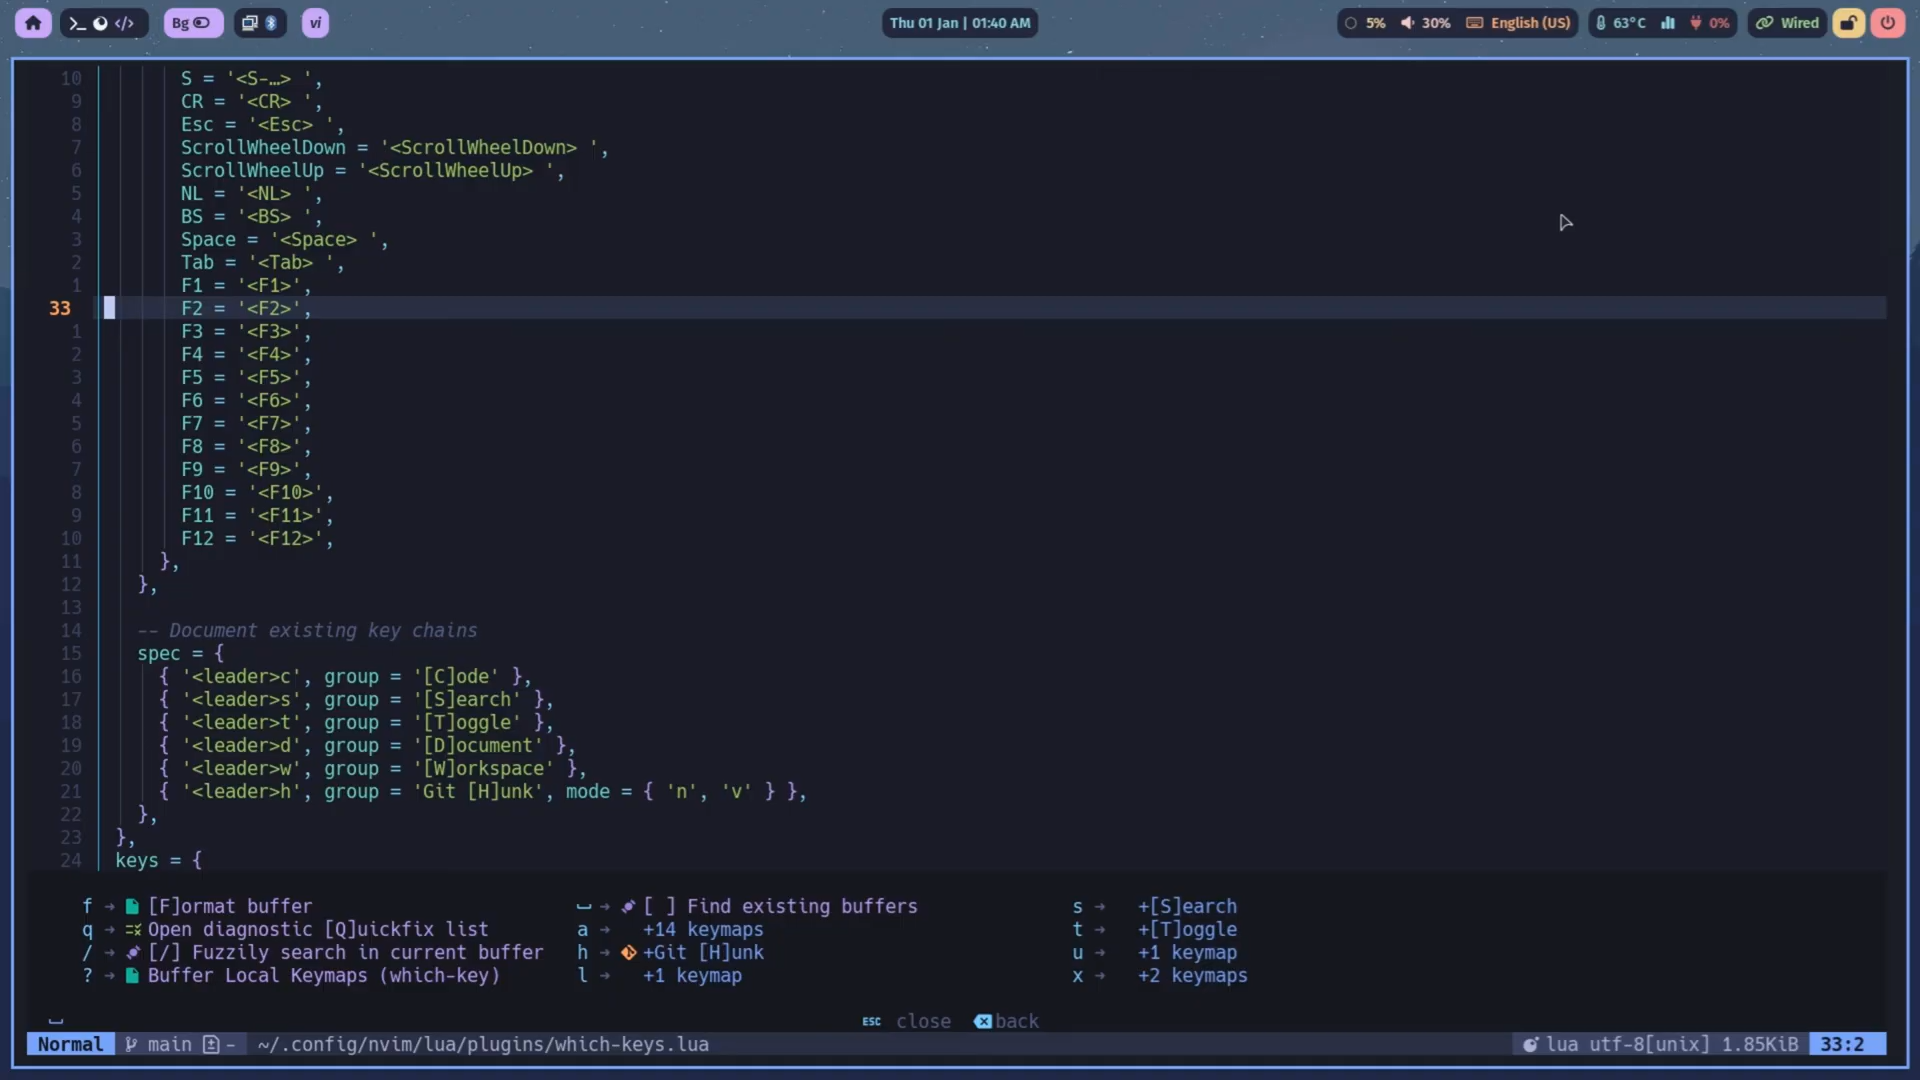 Bg
vi
Thu 01 Jan | 01:40 AM
5% 30% English (US)
63°C 0%
Wired
10 S = '<S-…> ',
9 CR = '<CR> ',
8 Esc = '<Esc> ',
7 ScrollWheelDown = '<ScrollWheelDown> ',
6 ScrollWheelUp = '<ScrollWheelUp> ',
5 NL = '<NL> ',
4 BS = '<BS> ',
3 Space = '<Space> ',
2 Tab = '<Tab> ',
1 F1 = '<F1>',
33 F2 = '<F2>',
1 F3 = '<F3>',
2 F4 = '<F4>',
3 F5 = '<F5>',
4 F6 = '<F6>',
5 F7 = '<F7>',
6 F8 = '<F8>',
7 F9 = '<F9>',
8 F10 = '<F10>',
9 F11 = '<F11>',
10 F12 = '<F12>',
11 },
12 },
13
14 -- Document existing key chains
15 spec = {
16 { '<leader>c', group = '[C]ode' },
17 { '<leader>s', group = '[S]earch' },
18 { '<leader>t', group = '[T]oggle' },
19 { '<leader>d', group = '[D]ocument' },
20 { '<leader>w', group = '[W]orkspace' },
21 { '<leader>h', group = 'Git [H]unk', mode = { 'n', 'v' } },
22 },
23 },
24 keys = {
f → [F]ormat buffer ␣ → [ ] Find existing buffers s → +[S]earch
q → Open diagnostic [Q]uickfix list a → +14 keymaps t → +[T]oggle
/ → [/] Fuzzily search in current buffer h → +Git [H]unk u → +1 keymap
? → Buffer Local Keymaps (which-key) l → +1 keymap x → +2 keymaps
␣ ESC close back
Normal main - ~/.config/nvim/lua/plugins/which-keys.lua lua utf-8[unix] 1.85KiB 33:2